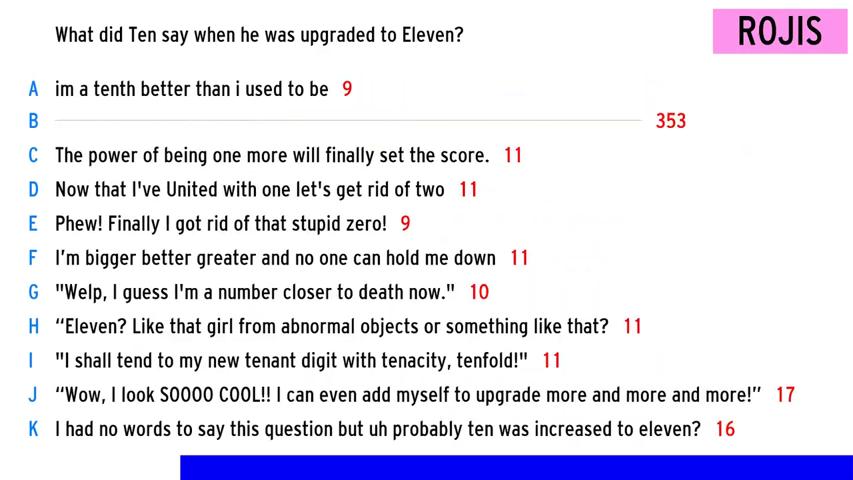 What did Ten say when he was upgraded to Eleven?
ROJIS
A im a tenth better than i used to be 9
B 353
C The power of being one more will finally set the score. 11
D Now that I've United with one let's get rid of two 11
E Phew! Finally I got rid of that stupid zero! 9
F I’m bigger better greater and no one can hold me down 11
G "Welp, I guess I'm a number closer to death now." 10
H “Eleven? Like that girl from abnormal objects or something like that? 11
I "I shall tend to my new tenant digit with tenacity, tenfold!" 11
J “Wow, I look SOOOO COOL!! I can even add myself to upgrade more and more and more!” 17
K I had no words to say this question but uh probably ten was increased to eleven? 16